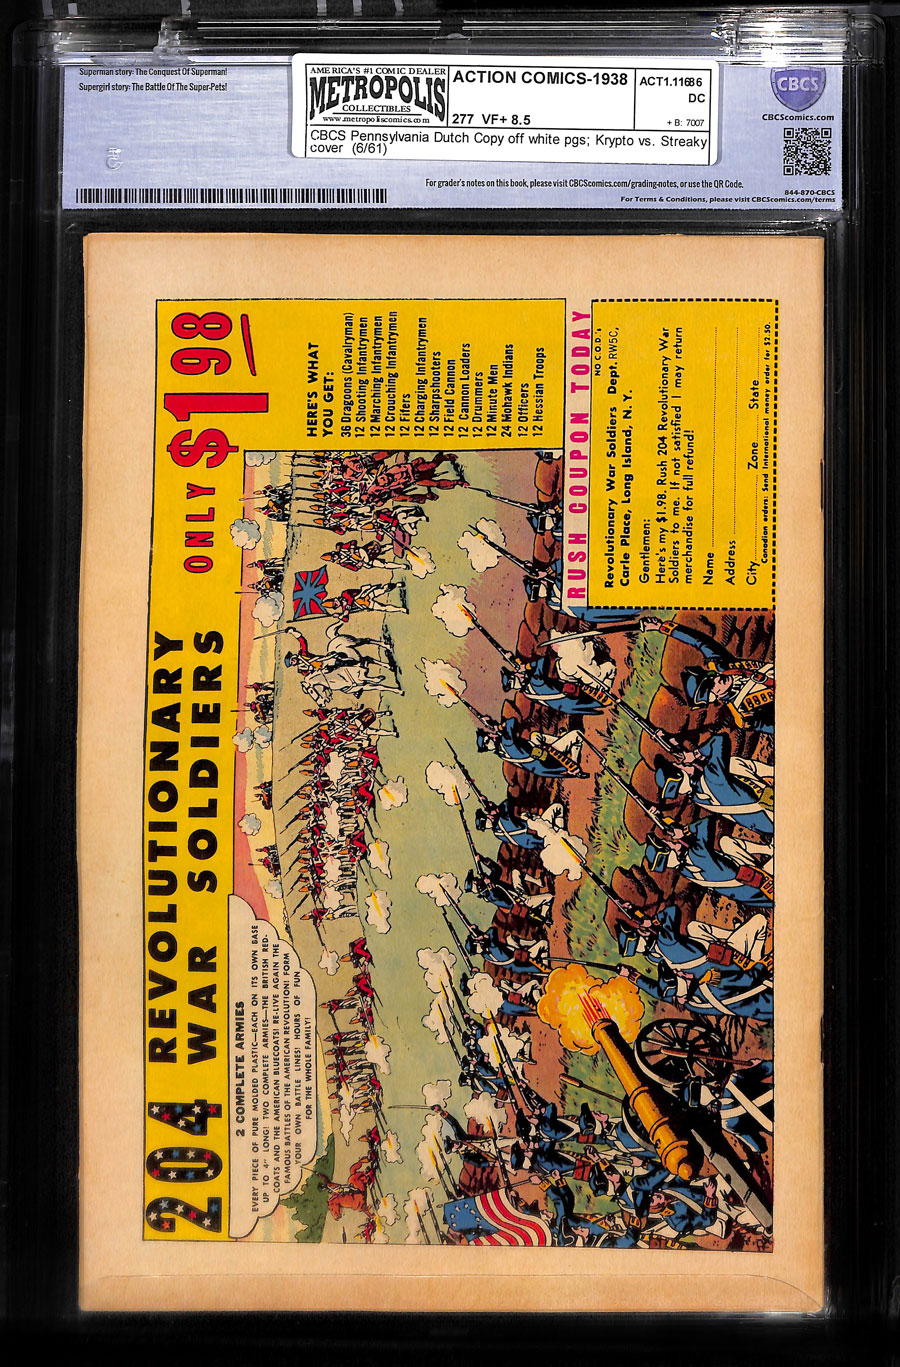 Superman story: The Conquest Of Superman!
Supergirl story: The Battle Of The Super-Pets!
AMERICA'S #1 COMIC DEALER
METROPOLIS
COLLECTIBLES
www.metropoliscomics.com
ACTION COMICS-1938
277 VF+ 8.5
ACT1.11686
DC
+ B: 7007
CBCS Pennsylvania Dutch Copy off white pgs; Krypto vs. Streaky
cover (6/61)
CBCS
CBCScomics.com
For grader's notes on this book, please visit CBCScomics.com/grading-notes, or use the QR Code.
844-870-CBCS
For Terms & Conditions, please visit CBCScomics.com/terms
204 REVOLUTIONARY
WAR SOLDIERS
ONLY $1.98
2 COMPLETE ARMIES
EVERY PIECE OF PURE MOLDED PLASTIC—EACH ON ITS OWN BASE
UP TO 4" LONG! TWO COMPLETE ARMIES—THE BRITISH RED-
COATS AND THE AMERICAN BLUECOATS! RE-LIVE AGAIN THE
FAMOUS BATTLES OF THE AMERICAN REVOLUTION! FORM
YOUR OWN BATTLE LINES! HOURS OF FUN
FOR THE WHOLE FAMILY!
HERE'S WHAT
YOU GET:
36 Dragoons (Cavalryman)
12 Shooting Infantrymen
12 Marching Infantrymen
12 Crouching Infantrymen
12 Fifers
12 Charging Infantrymen
12 Sharpshooters
12 Field Cannon
12 Cannon Loaders
12 Drummers
12 Minute Men
24 Mohawk Indians
12 Officers
12 Hessian Troops
RUSH COUPON TODAY
NO C.O.D.'s
Revolutionary War Soldiers Dept. RW5C,
Carle Place, Long Island, N. Y.
Gentlemen:
Here's my $1.98. Rush 204 Revolutionary War
Soldiers to me. If not satisfied I may return
merchandise for full refund!
Name
Address
City Zone State
Canadian orders: Send International money order for $2.50.